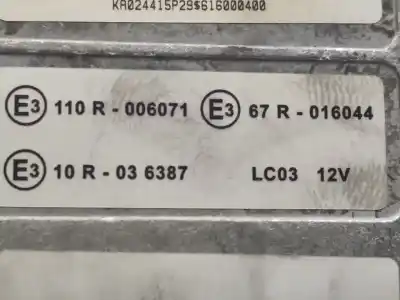 KA024415P29$616000400
E3 110 R - 006071 E3 67 R - 016044
E3 10 R - 03 6387 LC03 12V